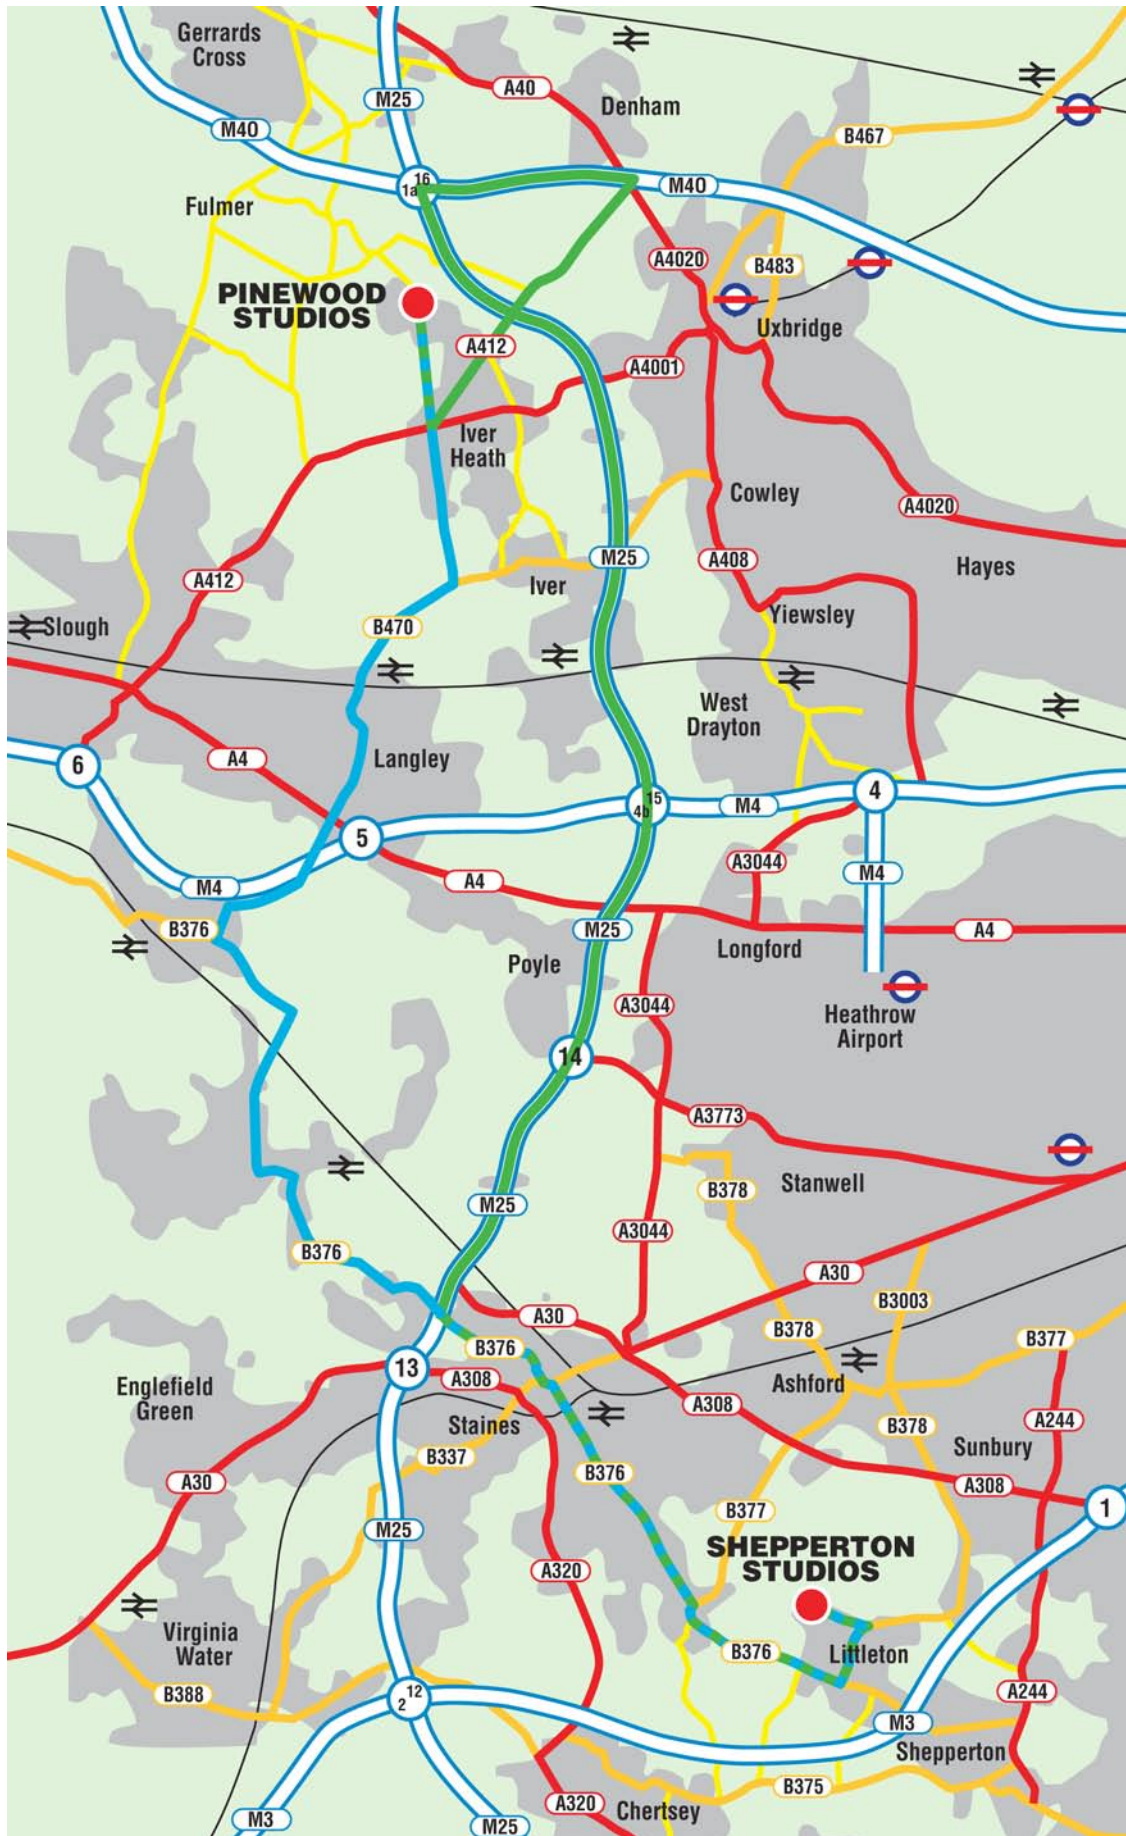 Gerrards
Cross
M25
A40
Denham
M40
B467
16
1a
M40
Fulmer
A4020
B483
PINEWOOD
STUDIOS
Uxbridge
A412
A4001
Iver
Heath
Cowley
A4020
M25
A408
Hayes
A412
Iver
Yiewsley
B470
Slough
West
Drayton
A4
Langley
6
15
4b
M4
4
5
A3044
M4
A4
M4
B376
M25
Longford
A4
Poyle
A3044
Heathrow
Airport
14
A3773
B378
Stanwell
M25
A3044
B376
A30
B3003
A30
B378
B377
B376
13
A308
Ashford
Englefield
Green
A308
Staines
B378
A244
Sunbury
B337
B376
A30
A308
1
B377
M25
SHEPPERTON
STUDIOS
A320
Virginia
Water
B376
Littleton
B388
12
2
A244
M3
Shepperton
B375
A320
Chertsey
M3
M25